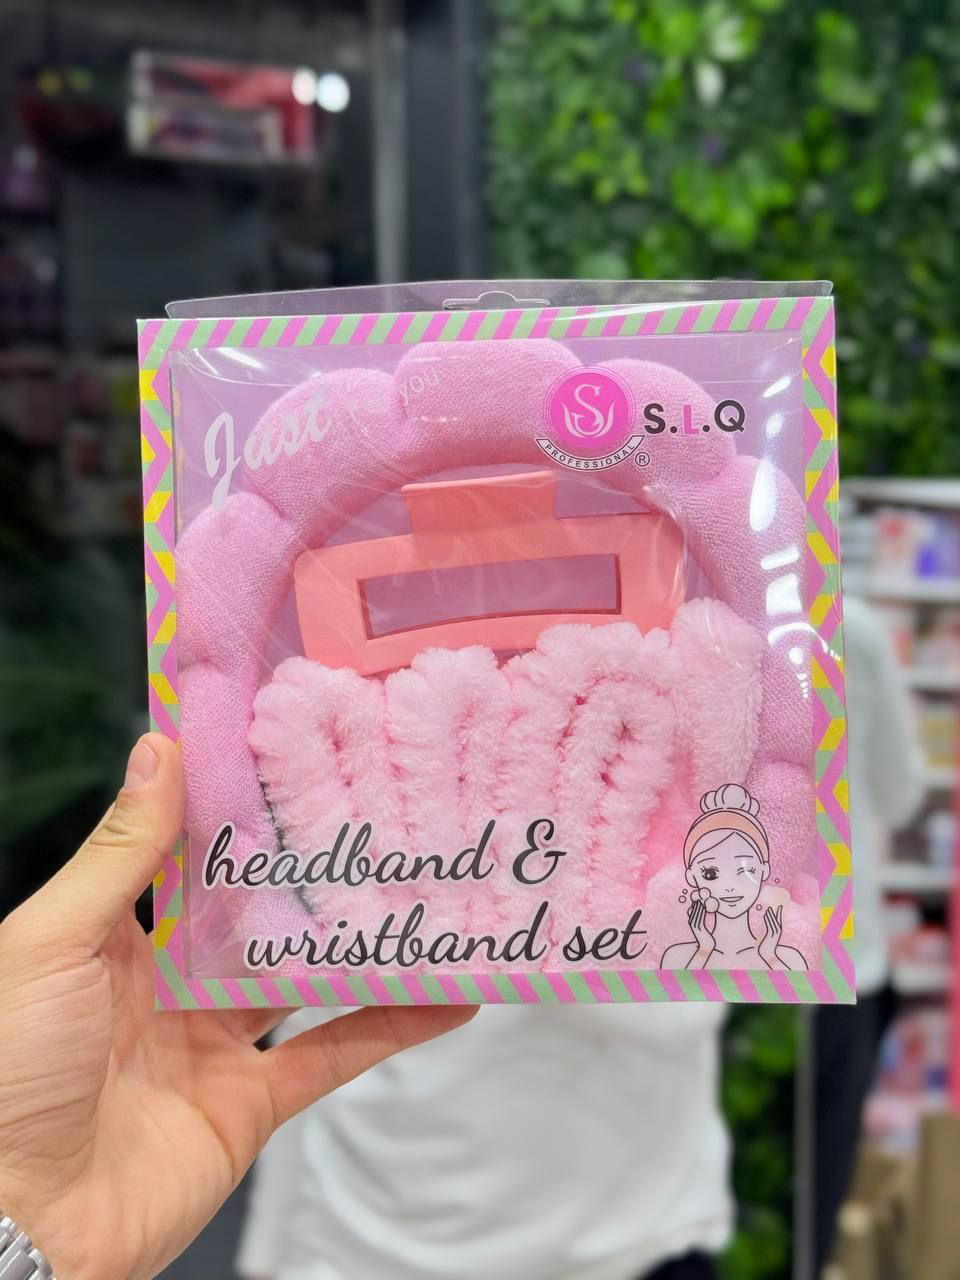 Just for you
S.L.Q
PROFESSIONAL
®
headband &
wristband set